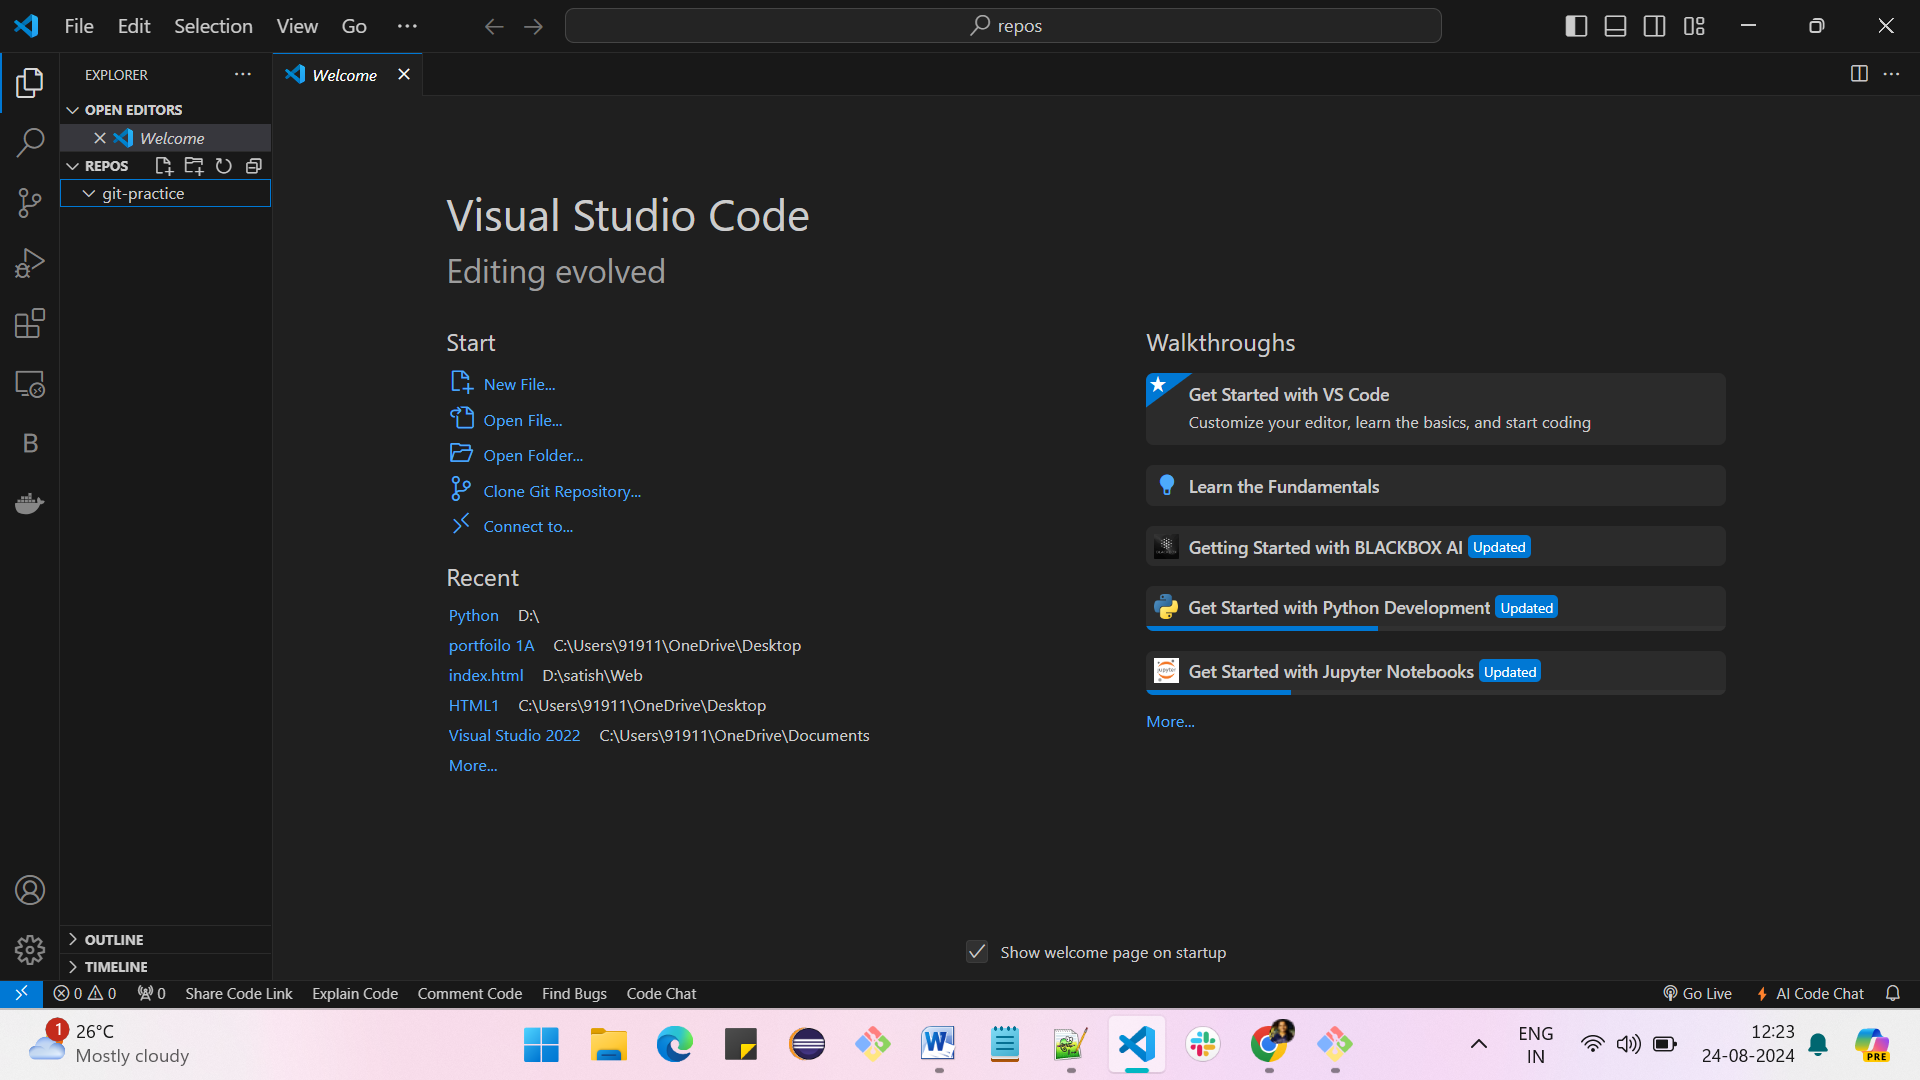 File Edit Selection View Go
repos
EXPLORER
Welcome
OPEN EDITORS
Welcome
REPOS
git-practice
Visual Studio Code
Editing evolved
Start
New File...
Open File...
Open Folder...
Clone Git Repository...
Connect to...
Recent
Python D:\
portfoilo 1A C:\Users\91911\OneDrive\Desktop
index.html D:\satish\Web
HTML1 C:\Users\91911\OneDrive\Desktop
Visual Studio 2022 C:\Users\91911\OneDrive\Documents
More...
Walkthroughs
Get Started with VS Code
Customize your editor, learn the basics, and start coding
Learn the Fundamentals
Getting Started with BLACKBOX AI Updated
Get Started with Python Development Updated
Get Started with Jupyter Notebooks Updated
More...
B
OUTLINE
TIMELINE
Show welcome page on startup
0 0 0 Share Code Link Explain Code Comment Code Find Bugs Code Chat
Go Live AI Code Chat
1
26°C
Mostly cloudy
W
ENG
IN
12:23
24-08-2024
PRE